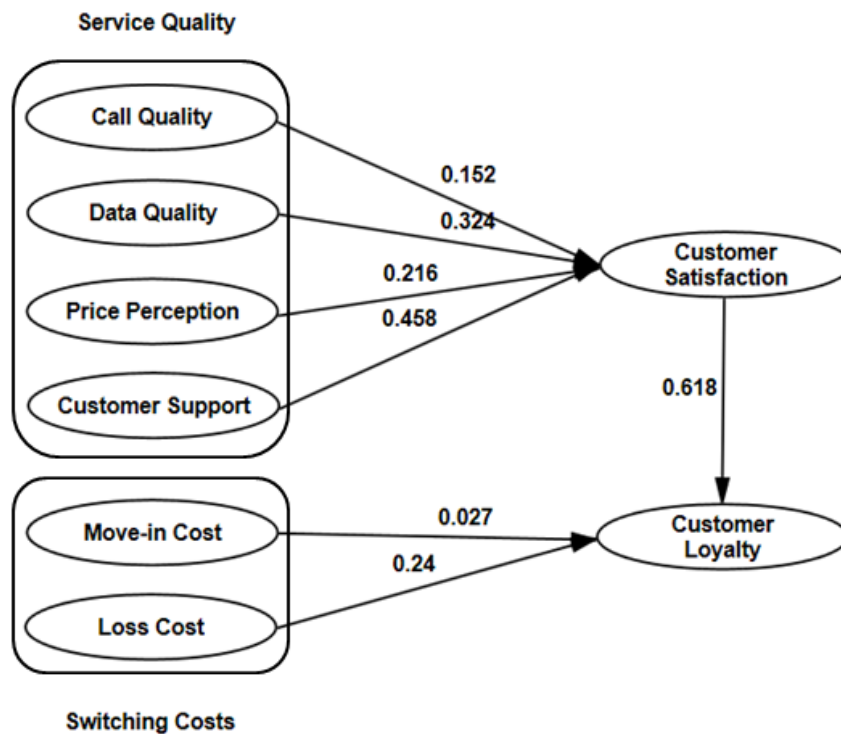 Service Quality
Call Quality
0.152
Data Quality
0.324
Customer
Satisfaction
0.216
Price Perception
0.458
Customer Support
0.618
Move-in Cost
0.027
Customer
Loyalty
0.24
Loss Cost
Switching Costs